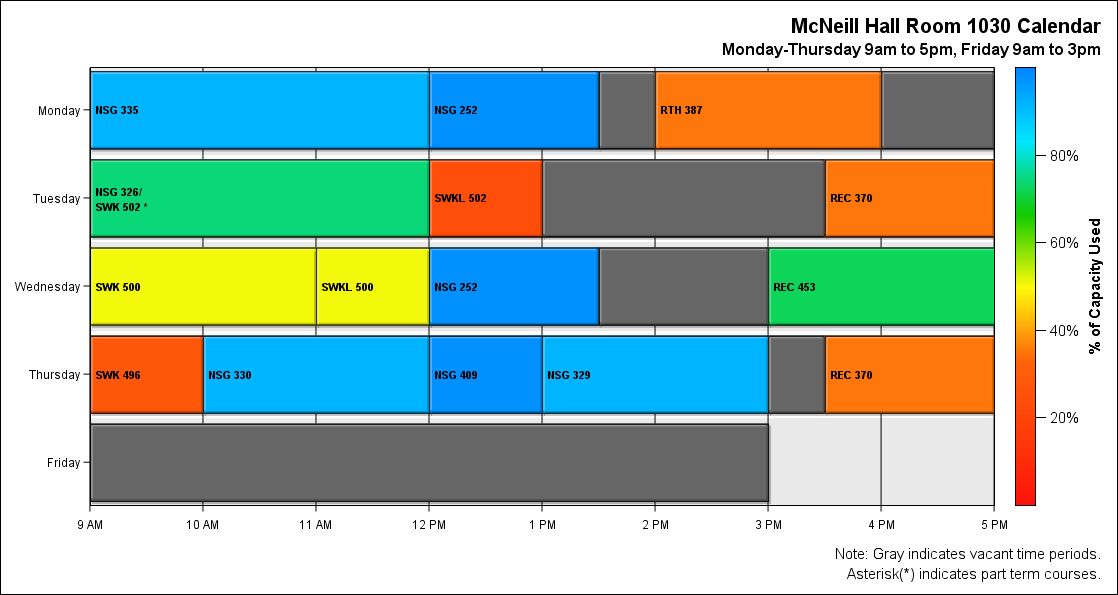 McNeill Hall Room 1030 Calendar
Monday-Thursday 9am to 5pm, Friday 9am to 3pm
Monday
NSG 335
NSG 252
RTH 387
Tuesday
NSG 326/
SWK 502 *
SWKL 502
REC 370
Wednesday
SWK 500
SWKL 500
NSG 252
REC 453
Thursday
SWK 496
NSG 330
NSG 409
NSG 329
REC 370
Friday
9 AM
10 AM
11 AM
12 PM
1 PM
2 PM
3 PM
4 PM
5 PM
80%
60%
40%
20%
% of Capacity Used
Note: Gray indicates vacant time periods.
Asterisk(*) indicates part term courses.